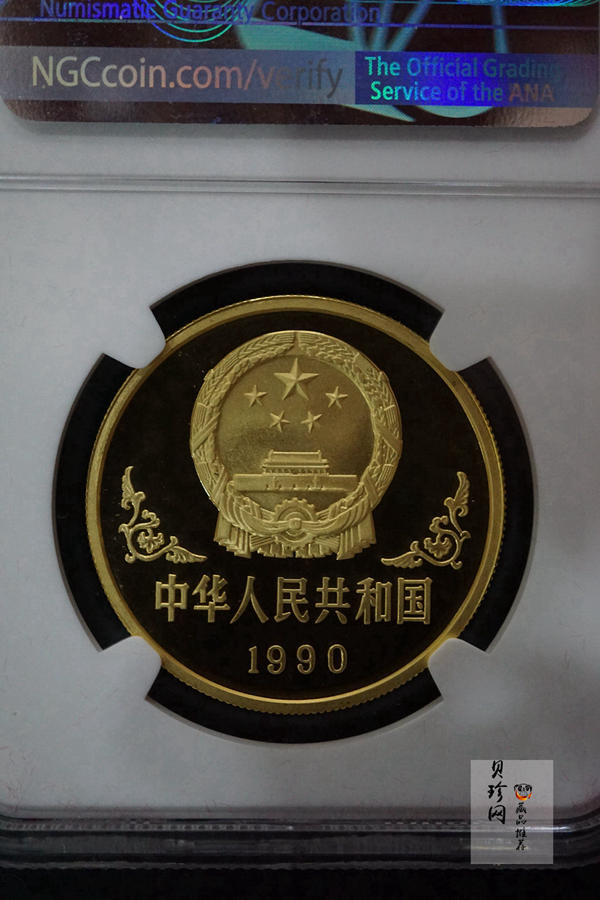 Numismatic Guaranty Corporation
NGCcoin.com/verify
The Official Grading
Service of the ANA
中华人民共和国
1990
贝珍网
藏品推荐